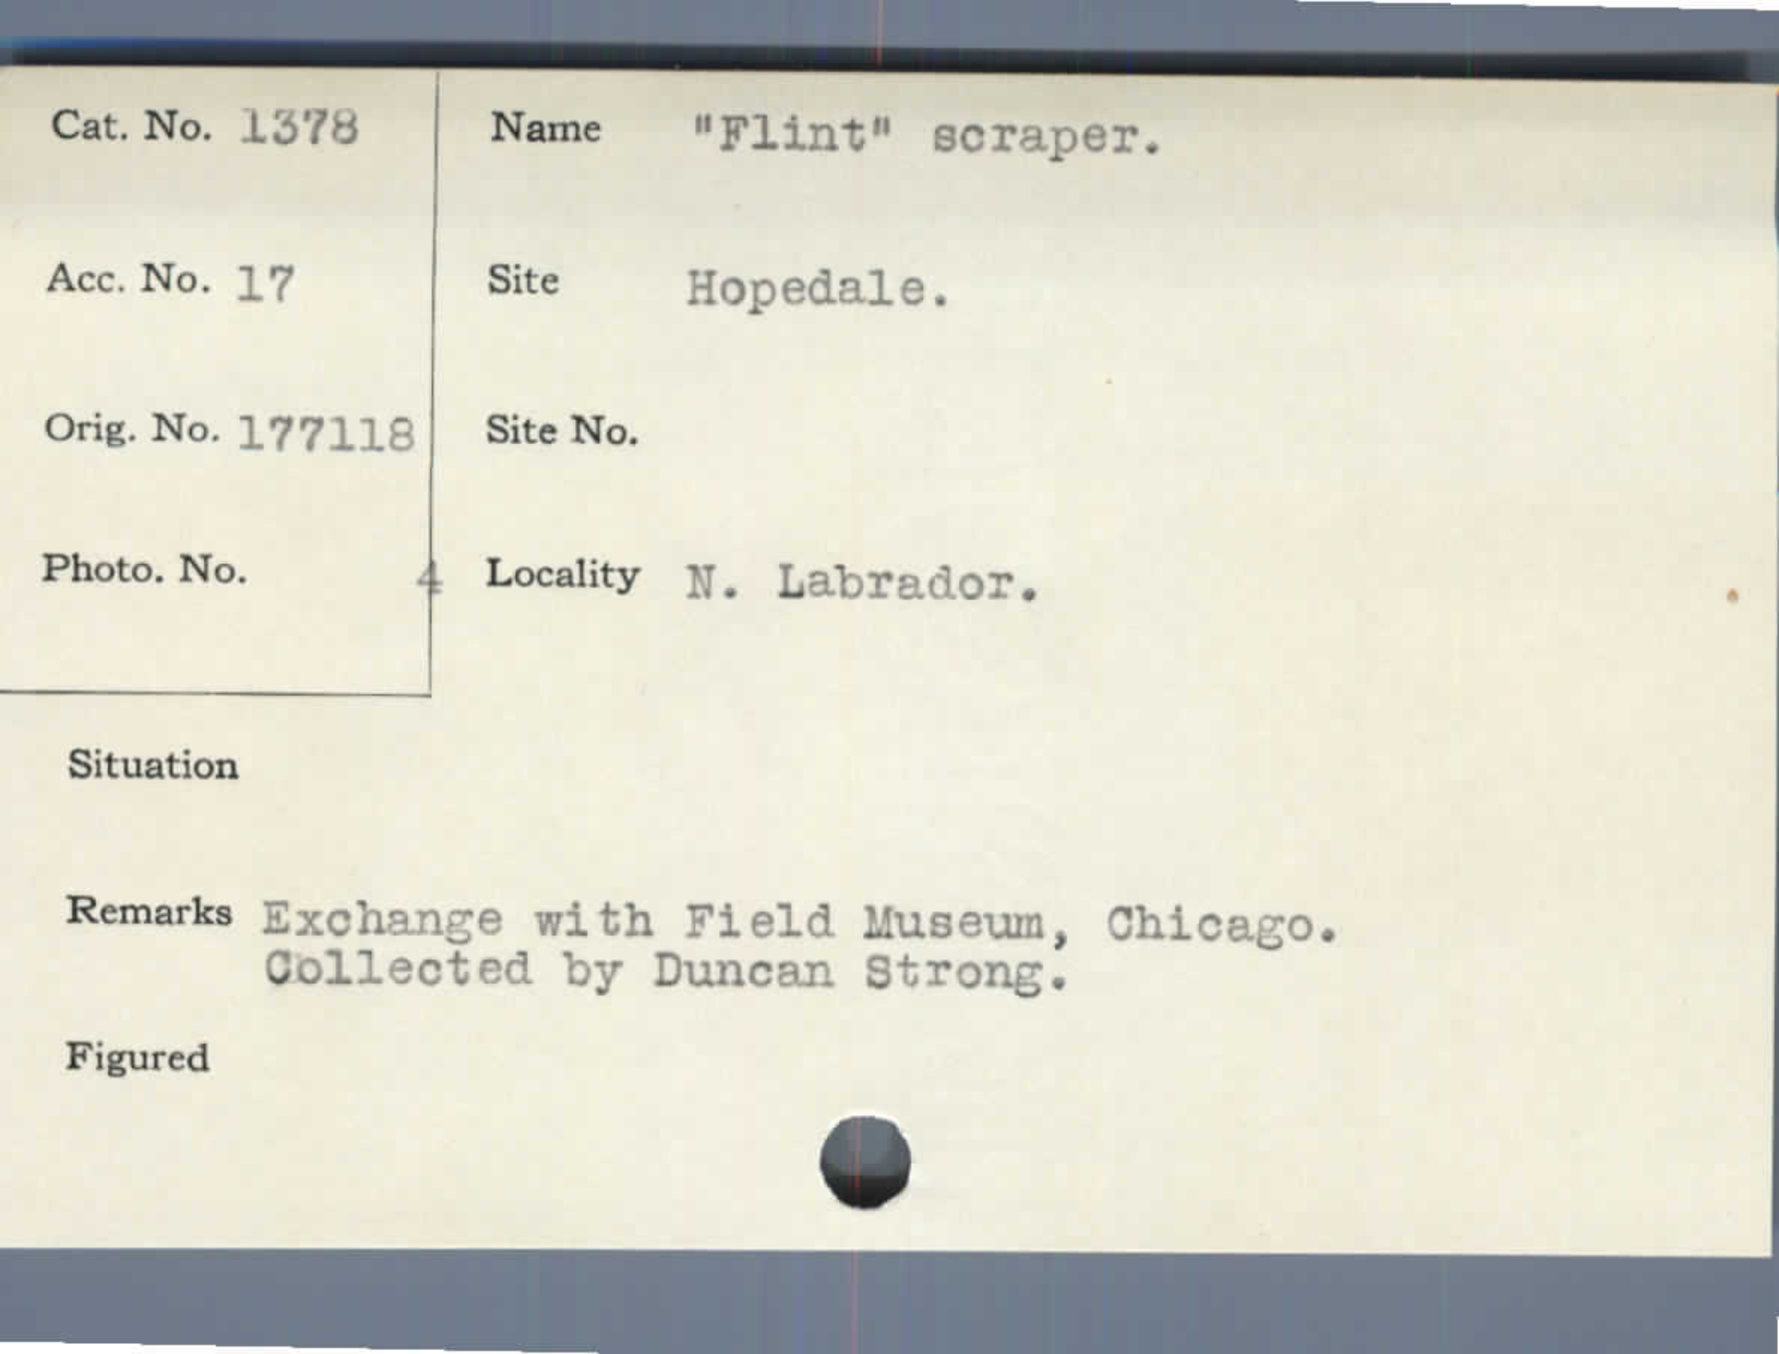 Cat. No. 1378
Acc. No. 17
Orig. No. 177118
Photo. No. 4
Name "Flint" scraper.
Site Hopedale.
Site No.
Locality N. Labrador.
Situation
Remarks Exchange with Field Museum, Chicago.
Collected by Duncan Strong.
Figured